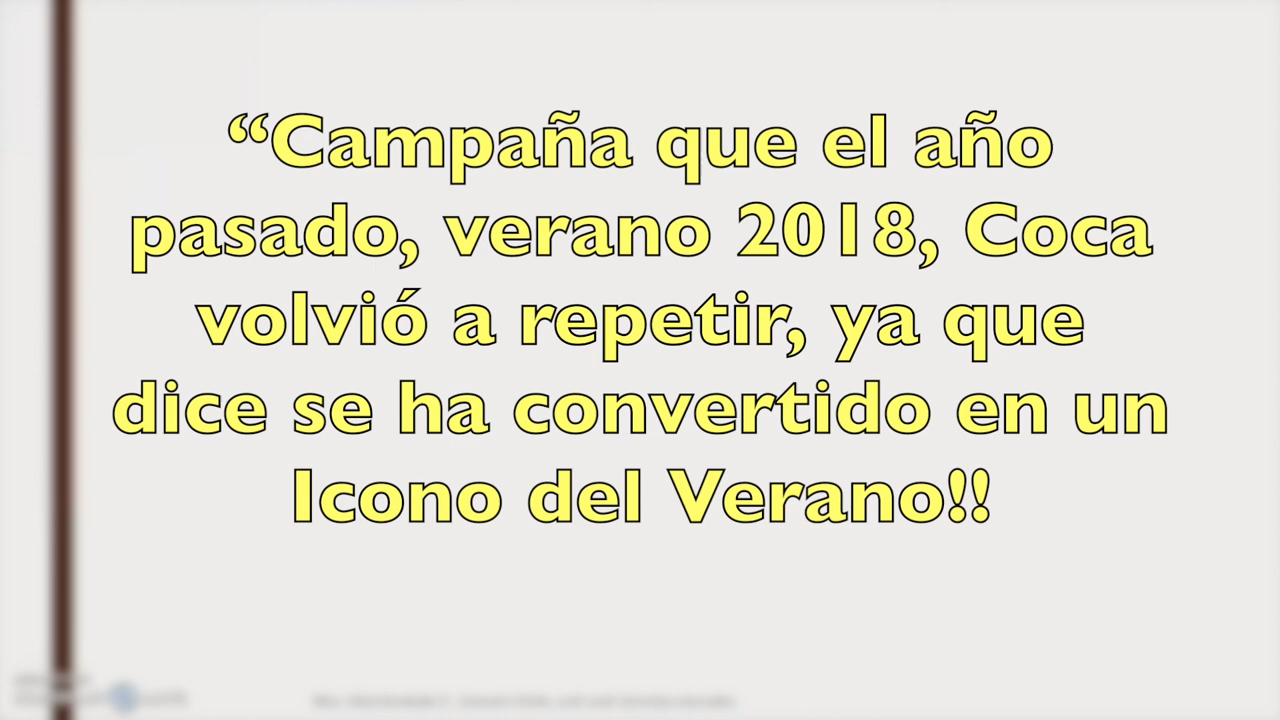 “Campaña que el año
pasado, verano 2018, Coca
volvió a repetir, ya que
dice se ha convertido en un
Icono del Verano!!